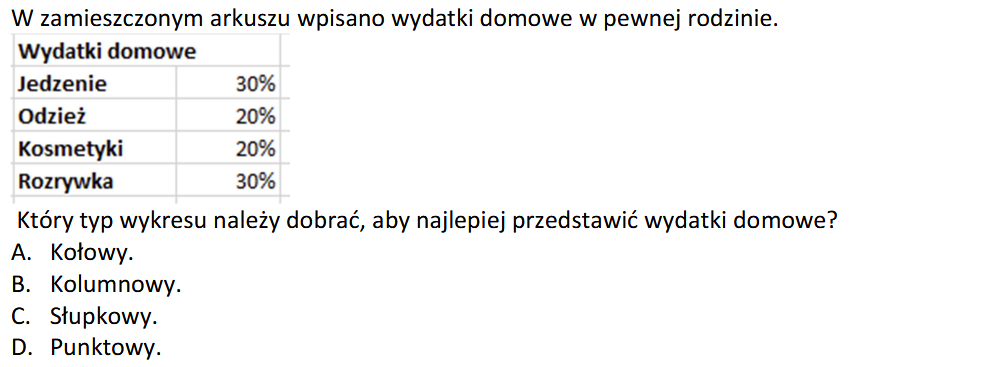 W zamieszczonym arkuszu wpisano wydatki domowe w pewnej rodzinie.
Wydatki domowe
Jedzenie 30%
Odzież 20%
Kosmetyki 20%
Rozrywka 30%
Który typ wykresu należy dobrać, aby najlepiej przedstawić wydatki domowe?
A. Kołowy.
B. Kolumnowy.
C. Słupkowy.
D. Punktowy.